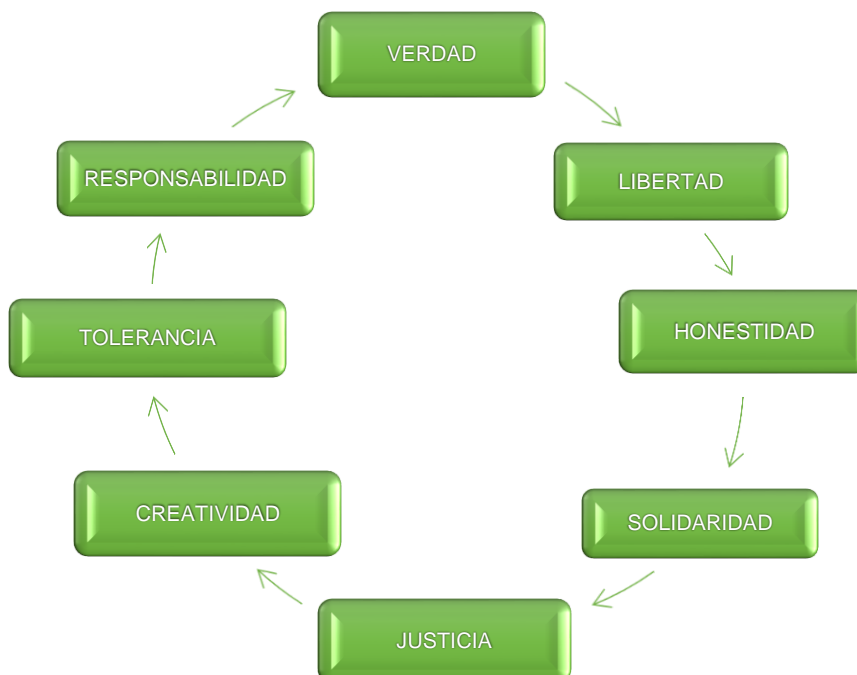 VERDAD
LIBERTAD
HONESTIDAD
SOLIDARIDAD
JUSTICIA
CREATIVIDAD
TOLERANCIA
RESPONSABILIDAD